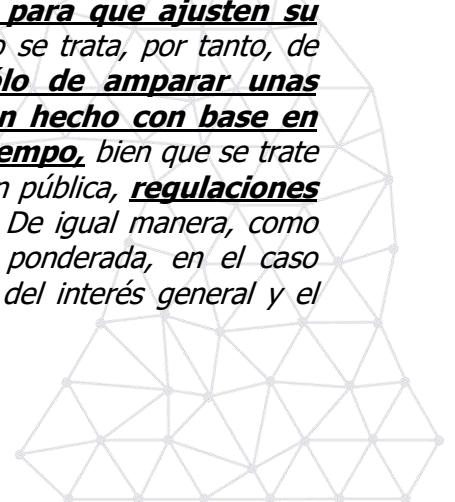 para que ajusten su
o se trata, por tanto, de
lo de amparar unas
n hecho con base en
empo, bien que se trate
n pública, regulaciones
De igual manera, como
ponderada, en el caso
del interés general y el